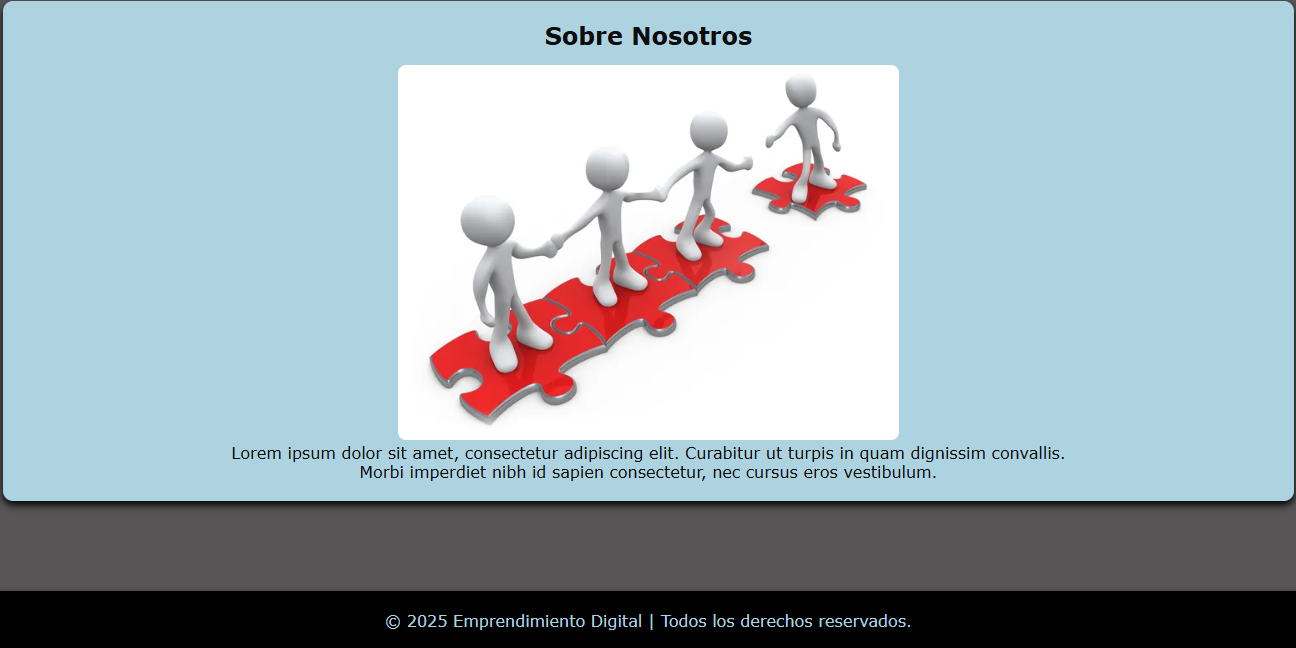 Sobre Nosotros
Lorem ipsum dolor sit amet, consectetur adipiscing elit. Curabitur ut turpis in quam dignissim convallis.
Morbi imperdiet nibh id sapien consectetur, nec cursus eros vestibulum.
© 2025 Emprendimiento Digital | Todos los derechos reservados.